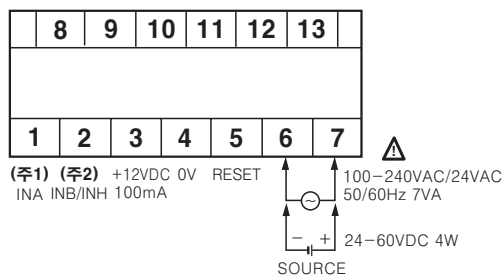 8 9 10 11 12 13
1 2 3 4 5 6 7
(주1) (주2) +12VDC 0V RESET
INA INB/INH 100mA
100-240VAC/24VAC
50/60Hz 7VA
- + 24-60VDC 4W
SOURCE